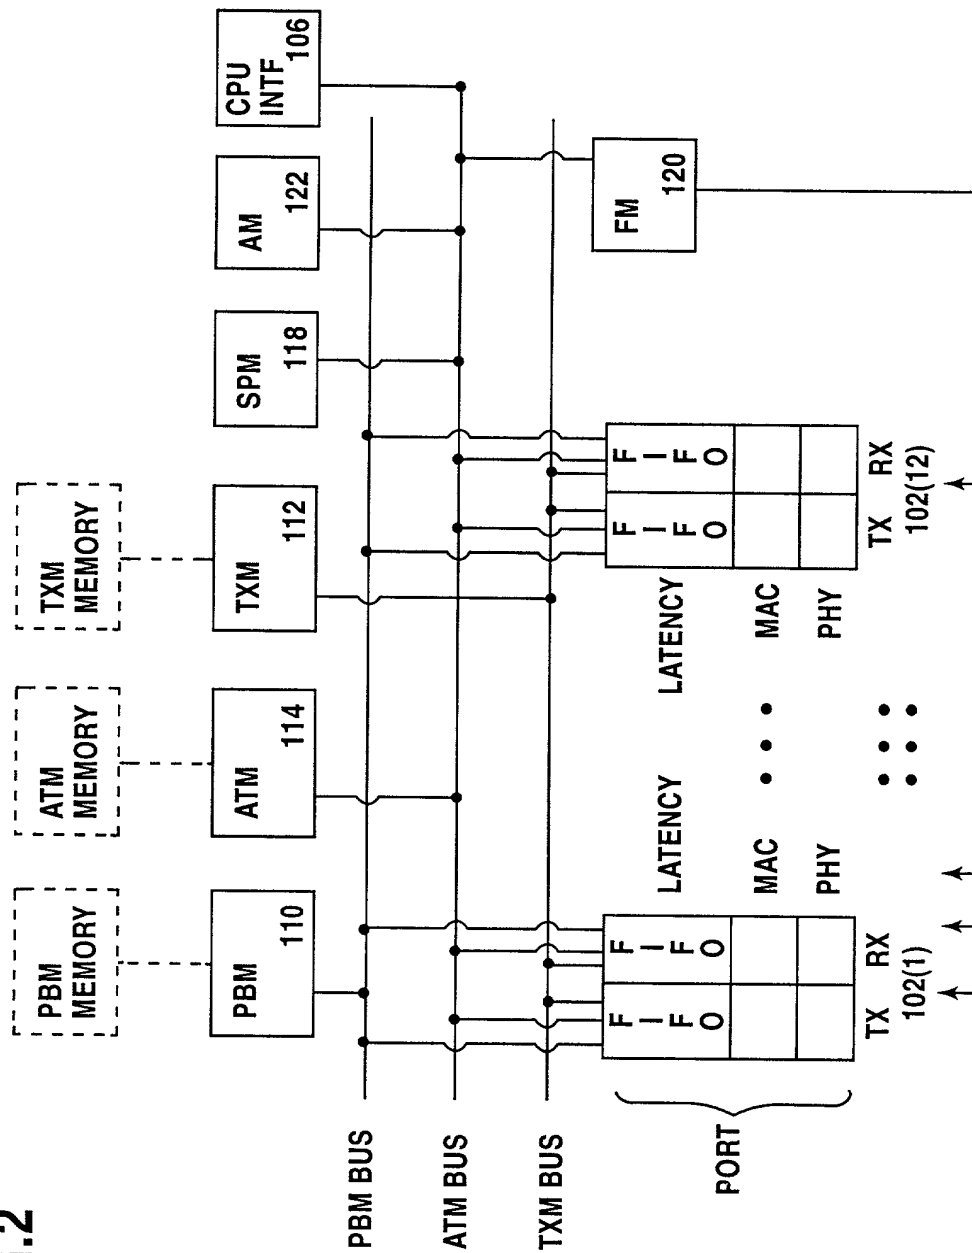 .2
PBM
MEMORY
ATM
MEMORY
TXM
MEMORY
PBM
110
ATM
114
TXM
112
SPM
118
AM
122
CPU
INTF
106
PBM BUS
ATM BUS
TXM BUS
FM
120
PORT
FIFO
FIFO
LATENCY
MAC
PHY
LATENCY
MAC
PHY
FIFO
FIFO
TX
RX
102(1)
TX
RX
102(12)